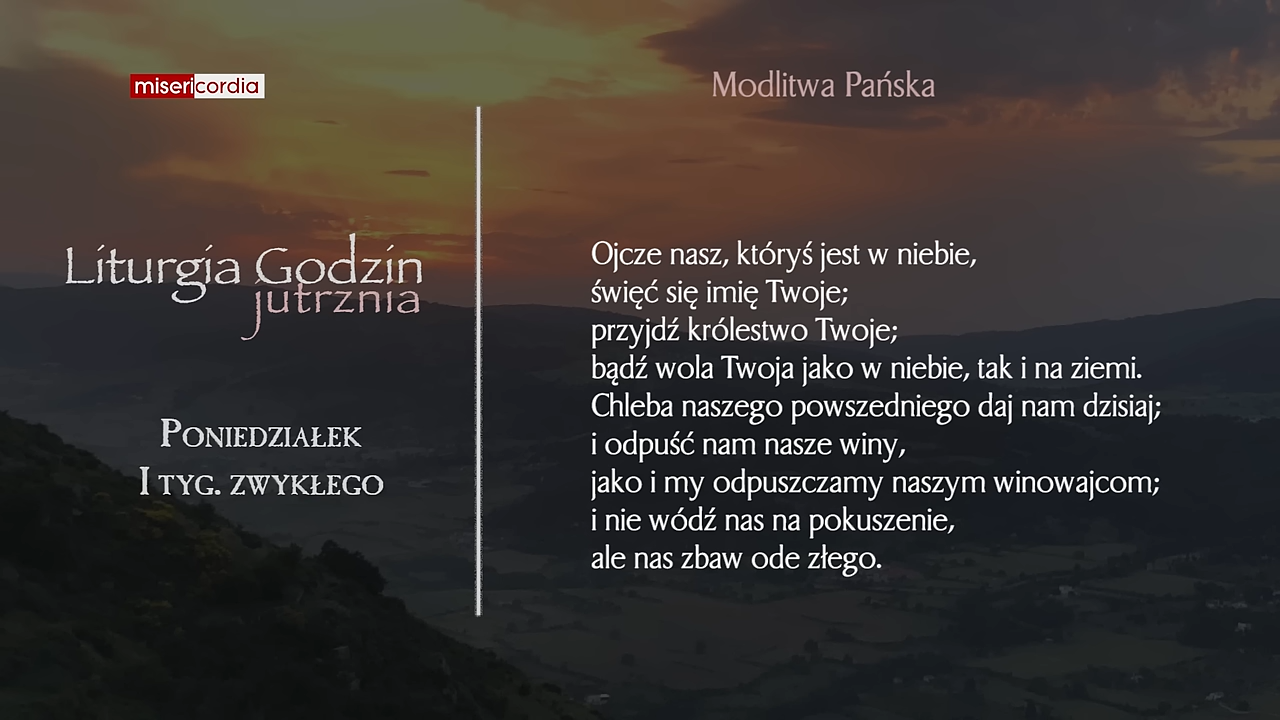 misericordia
Modlitwa Pańska
Liturgia Godzin
jutrznia
Poniedziałek
I tyg. zwykłego
Ojcze nasz, któryś jest w niebie,
święć się imię Twoje;
przyjdź królestwo Twoje;
bądź wola Twoja jako w niebie, tak i na ziemi.
Chleba naszego powszedniego daj nam dzisiaj;
i odpuść nam nasze winy,
jako i my odpuszczamy naszym winowajcom;
i nie wódź nas na pokuszenie,
ale nas zbaw ode złego.